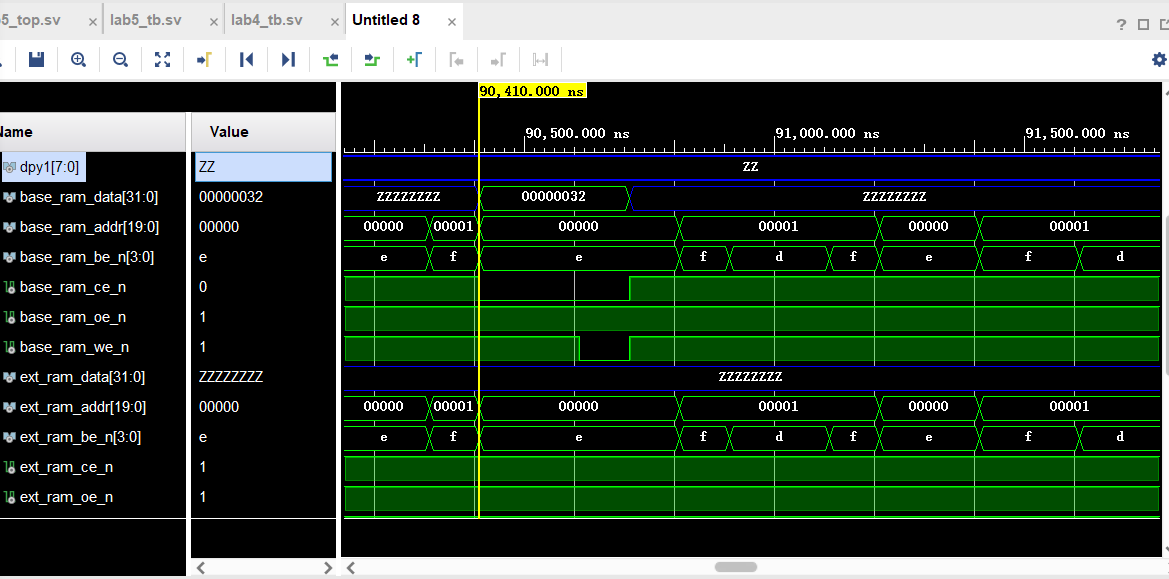 5_top.sv × lab5_tb.sv × lab4_tb.sv × Untitled 8 ×
?
90,410.000 ns
Name Value
90,500.000 ns 91,000.000 ns 91,500.000 ns
dpy1[7:0] ZZ ZZ
base_ram_data[31:0] 00000032 ZZZZZZZZ 00000032 ZZZZZZZZ
base_ram_addr[19:0] 00000 00000 00001 00000 00001 00000 00001
base_ram_be_n[3:0] e e f e f d f e f d
base_ram_ce_n 0
base_ram_oe_n 1
base_ram_we_n 1
ext_ram_data[31:0] ZZZZZZZZ ZZZZZZZZ
ext_ram_addr[19:0] 00000 00000 00001 00000 00001 00000 00001
ext_ram_be_n[3:0] e e f e f d f e f d
ext_ram_ce_n 1
ext_ram_oe_n 1